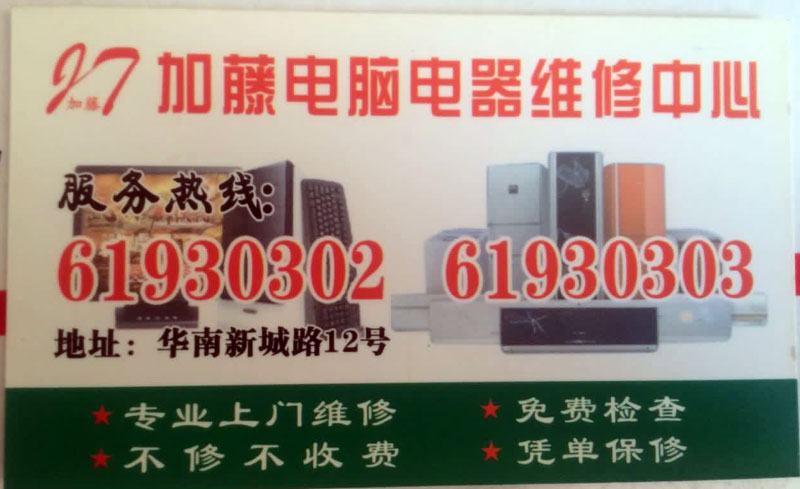 加藤 加藤电脑电器维修中心
服务热线:
61930302 61930303
地址:华南新城路12号
★专业上门维修 ★免费检查
★不修不收费 ★凭单保修